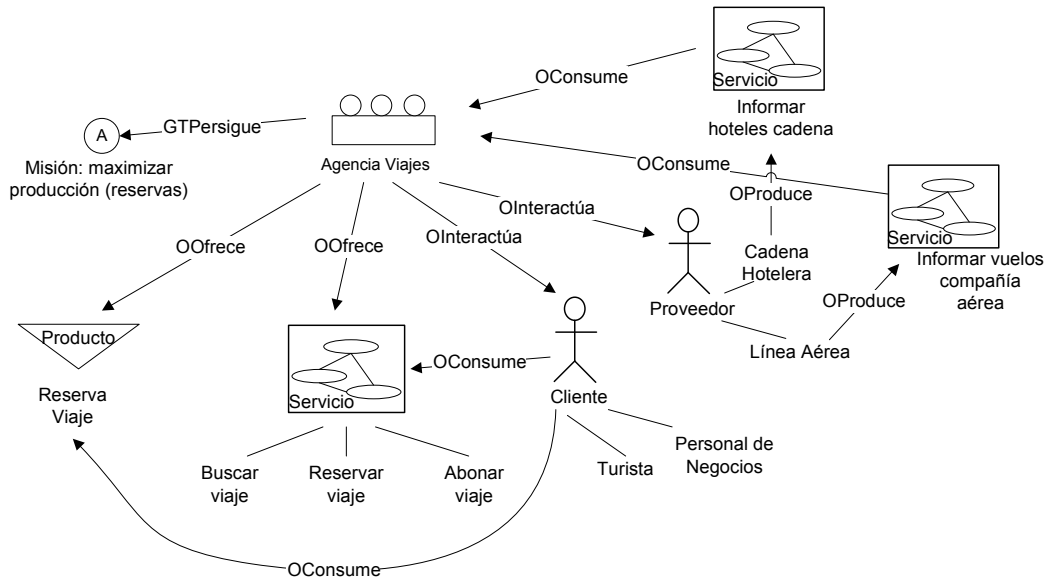 Servicio
OConsume
Informar
hoteles cadena
A
GTPersigue
Agencia Viajes
Misión: maximizar
producción (reservas)
OConsume
OProduce
Servicio
Informar vuelos
compañía
aérea
OInteractúa
OOfrece
OOfrece
OInteractúa
Cadena
Hotelera
Proveedor
OProduce
Línea Aérea
Producto
Reserva
Viaje
OConsume
Servicio
Cliente
Buscar
viaje
Reservar
viaje
Abonar
viaje
Turista
Personal de
Negocios
OConsume